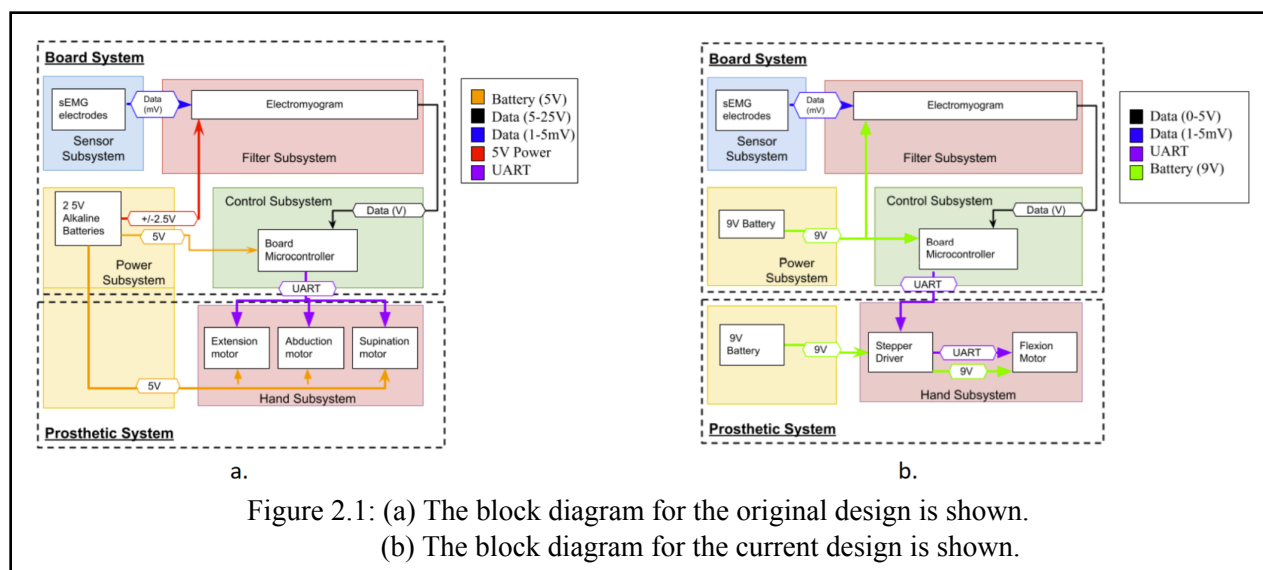 Board System
sEMG
electrodes
Data
(mV)
Electromyogram
Sensor
Subsystem
Filter Subsystem
2 5V
Alkaline
Batteries
+/-2.5V
5V
Power
Subsystem
Control Subsystem
Data (V)
Board
Microcontroller
UART
Extension
motor
Abduction
motor
Supination
motor
5V
Hand Subsystem
Prosthetic System
Battery (5V)
Data (5-25V)
Data (1-5mV)
5V Power
UART
a.
Board System
sEMG
electrodes
Data
(mV)
Electromyogram
Sensor
Subsystem
Filter Subsystem
9V Battery
9V
Power
Subsystem
Control Subsystem
Data (V)
Board
Microcontroller
UART
9V
Battery
9V
Stepper
Driver
UART
9V
Flexion
Motor
Hand Subsystem
Prosthetic System
Data (0-5V)
Data (1-5mV)
UART
Battery (9V)
b.
Figure 2.1: (a) The block diagram for the original design is shown.
(b) The block diagram for the current design is shown.